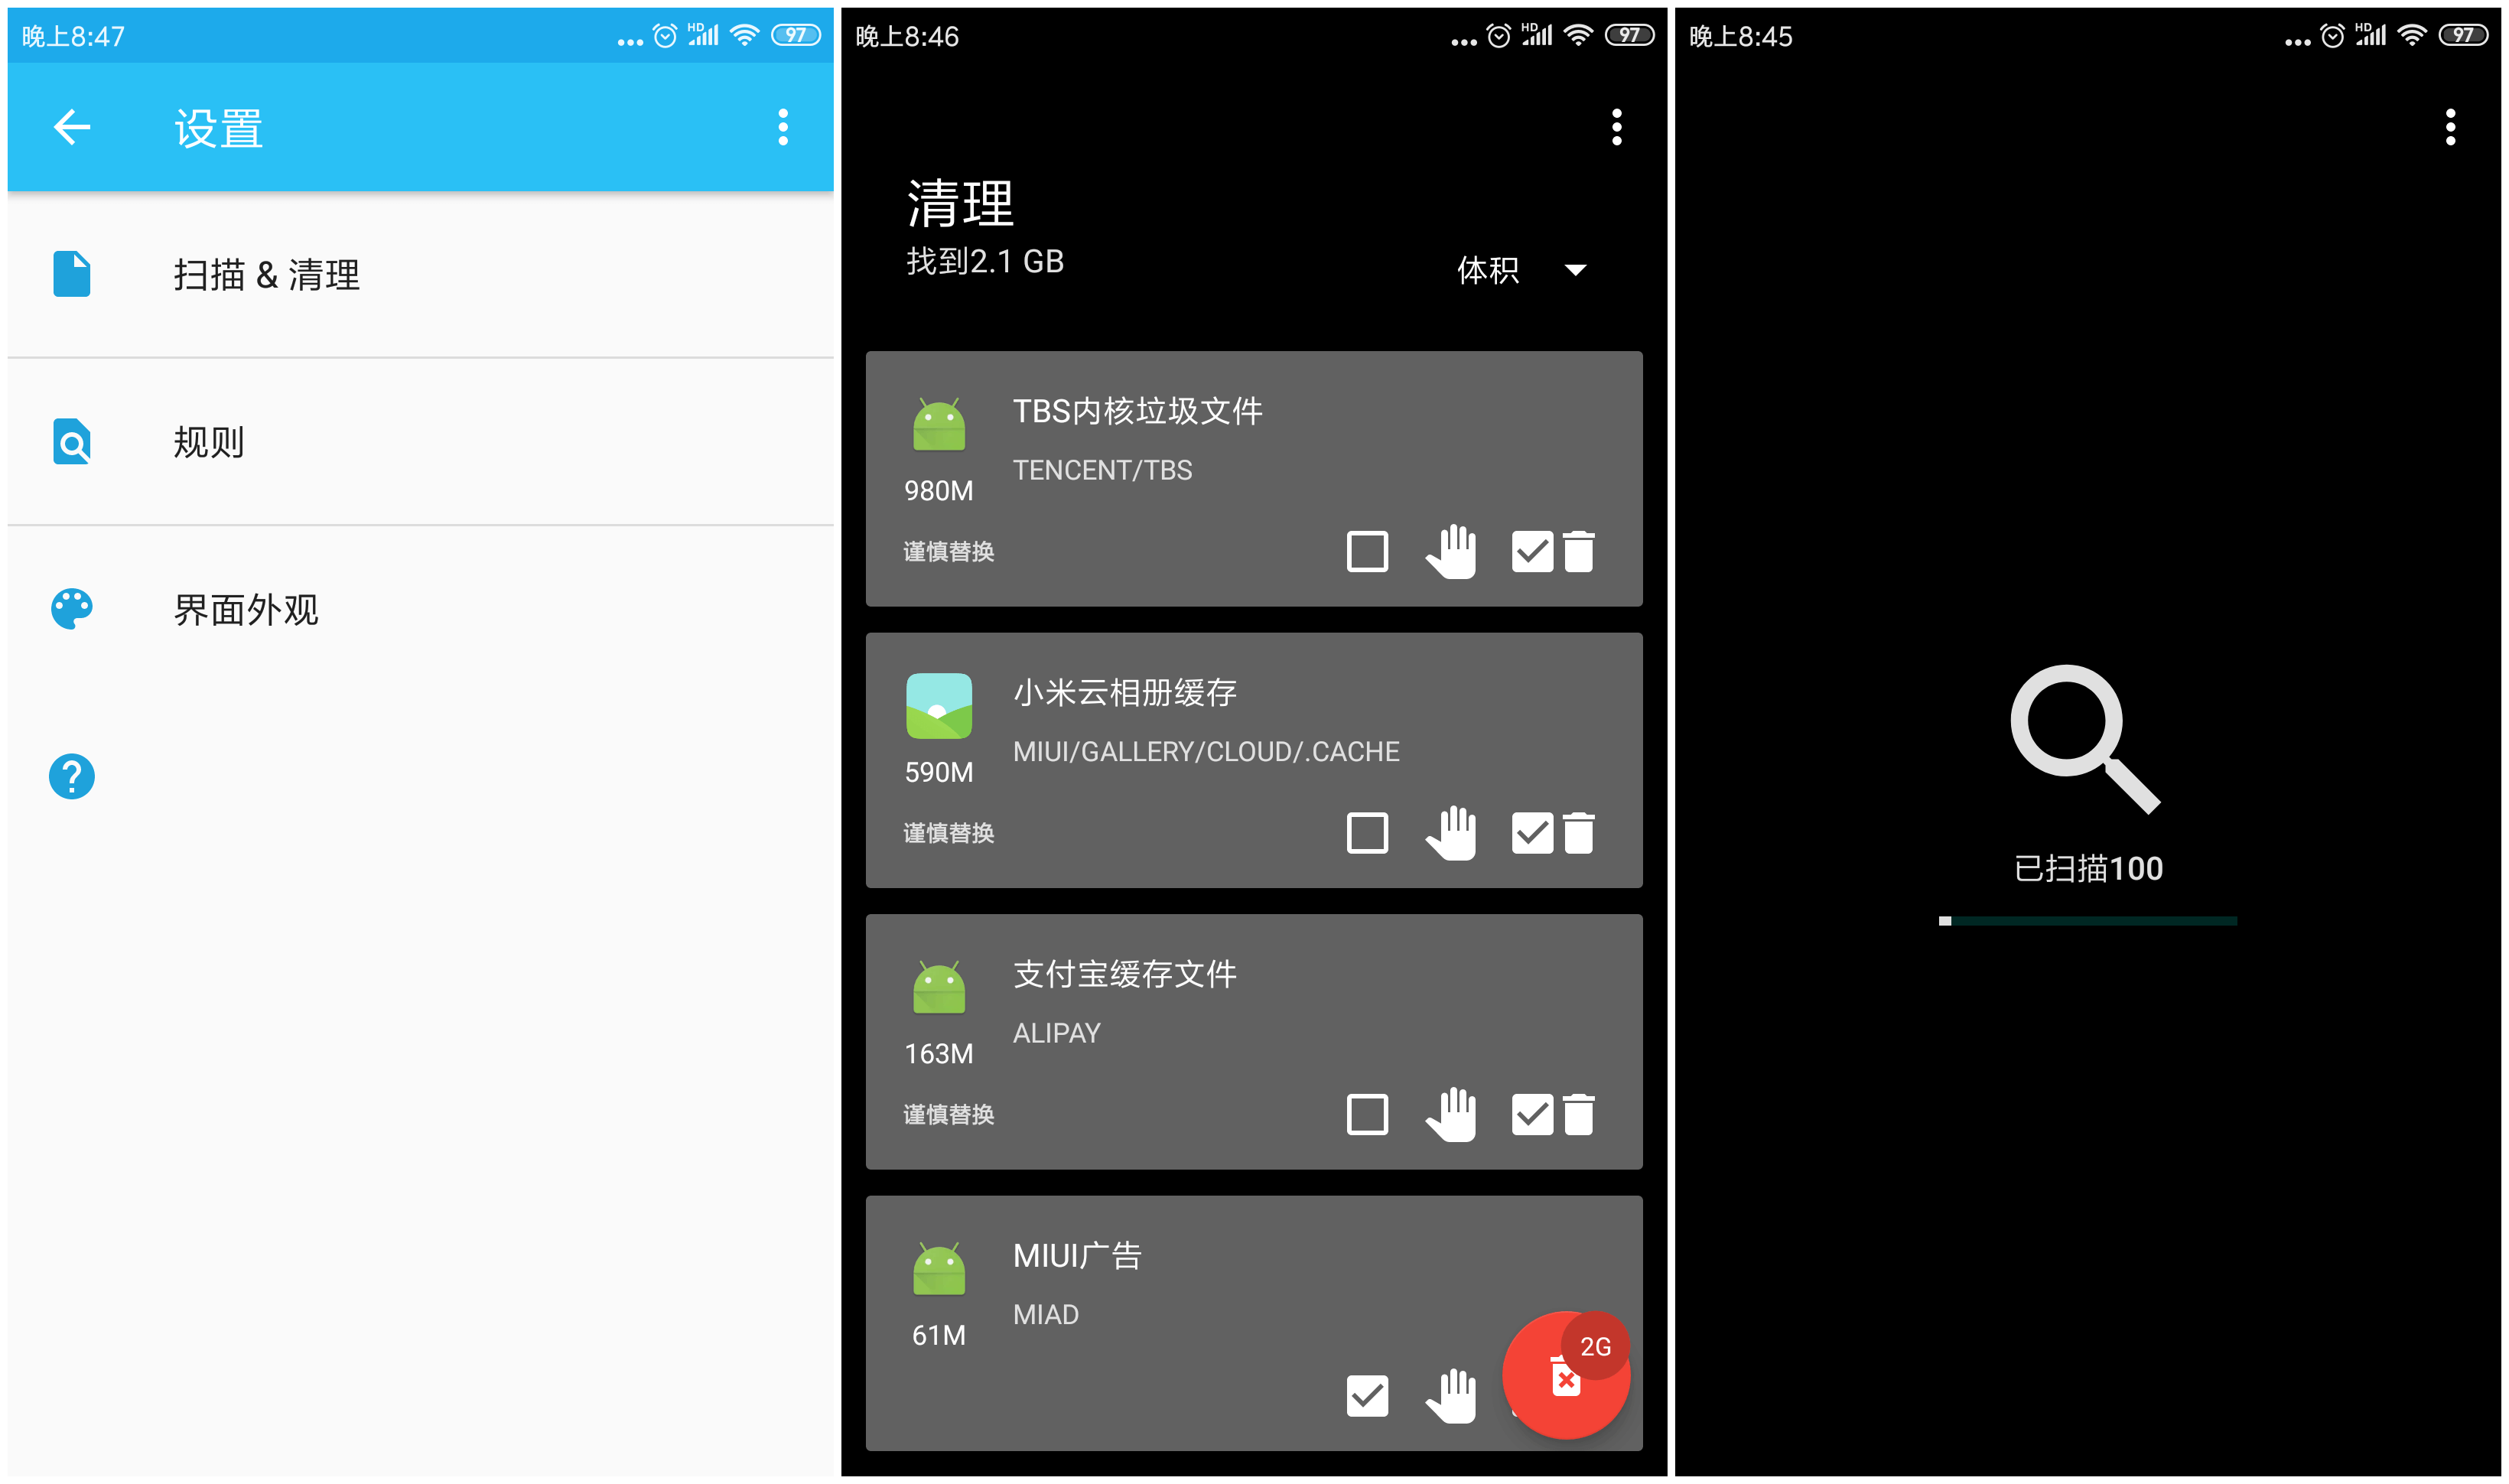 晚上8:47
HD
97
设置
扫描 & 清理
规则
界面外观
晚上8:46
HD
97
清理
找到2.1 GB
体积
TBS内核垃圾文件
TENCENT/TBS
980M
谨慎替换
小米云相册缓存
MIUI/GALLERY/CLOUD/.CACHE
590M
谨慎替换
支付宝缓存文件
ALIPAY
163M
谨慎替换
MIUI广告
MIAD
61M
2G
晚上8:45
HD
97
已扫描100